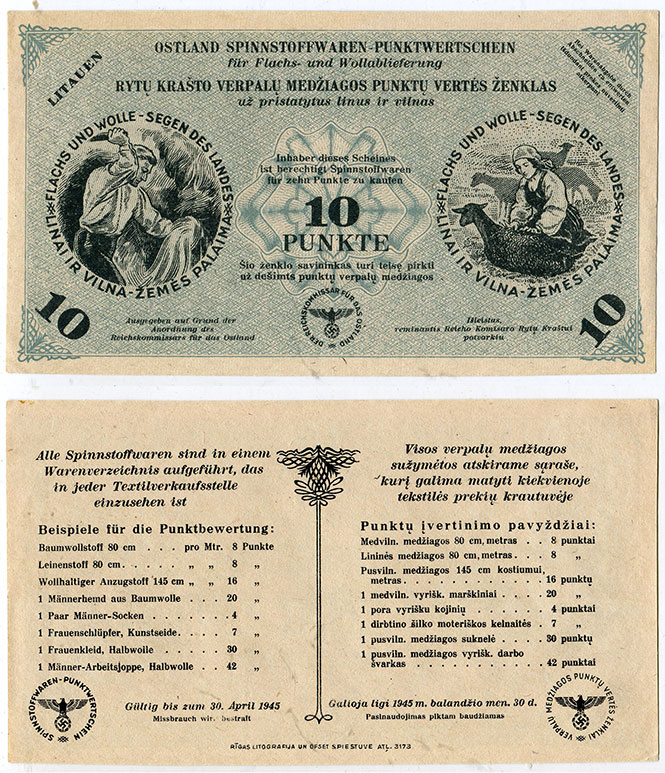 LITAUEN
OSTLAND SPINNSTOFFWAREN-PUNKTWERTSCHEIN
für Flachs- und Wollablieferung
RYTŲ KRAŠTO VERPALŲ MEDŽIAGOS PUNKTŲ VERTĖS ŽENKLAS
už pristatytus linus ir vilnas
Bei Warenabgabe durch
Abschneiden
FLACHS UND WOLLE - SEGEN DES LANDES
LINAI IR VILNA - ŽEMĖS PALAIMA
Inhaber dieses Scheines
ist berechtigt Spinnstoffwaren
für zehn Punkte zu kaufen
10
PUNKTE
Šio ženklo savininkas turi teisę pirkti
už dešimts punktų verpalų medžiagos
FLACHS UND WOLLE - SEGEN DES LANDES
LINAI IR VILNA - ŽEMĖS PALAIMA
10
Ausgegeben auf Grund der
Anordnung des
Reichskommissars für das Ostland
DER REICHSKOMMISSAR FÜR DAS OSTLAND
Išleistas,
remiantis Reicho Komisaro Rytų Kraštui
potvarkiu
10
Alle Spinnstoffwaren sind in einem
Warenverzeichnis aufgeführt, das
in jeder Textilverkaufsstelle
einzusehen ist
Beispiele für die Punktbewertung:
Baumwollstoff 80 cm . . . pro Mtr. 8 Punkte
Leinenstoff 80 cm. . . . . „ „ 8 „
Wollhaltiger Anzugstoff 145 cm „ „ 16 „
1 Männerhemd aus Baumwolle . . . 20 „
1 Paar Männer-Socken . . . . . 4 „
1 Frauenschlüpfer, Kunstseide. . . . 7 „
1 Frauenkleid, Halbwolle . . . . . 30 „
1 Männer-Arbeitsjoppe, Halbwolle . . 42 „
SPINNSTOFFWAREN-PUNKTWERTSCHEIN
Gültig bis zum 30. April 1945
Missbrauch wird bestraft
Visos verpalų medžiagos
sužymėtos atskirame sąraše,
kurį galima matyti kiekvienoje
tekstilės prekių krautuvėje
Punktų įvertinimo pavyzdžiai:
Medviln. medžiagos 80 cm, metras . . 8 punktai
Lininės medžiagos 80 cm, metras. . . 8 „
Pusviln. medžiagos 145 cm kostiumui,
metras . . . . . . . . . . . 16 punktų
1 medviln. vyrišk. marškiniai . . . 20 „
1 pora vyriškų kojinių . . . . . 4 punktai
1 dirbtino šilko moteriškos kelnaitės . 7 „
1 pusviln. medžiagos suknelė . . . 30 punktų
1 pusviln. medžiagos vyrišk. darbo
švarkas . . . . . . . . . . . 42 punktai
Galioja ligi 1945 m. balandžio mėn. 30 d.
Pasinaudojimas piktam baudžiamas
VERPALŲ MEDŽIAGOS PUNKTŲ VERTĖS ŽENKLAI
RĪGAS LITOGRAFIJA UN OFSET SPIESTUVE ATĻ. 3173